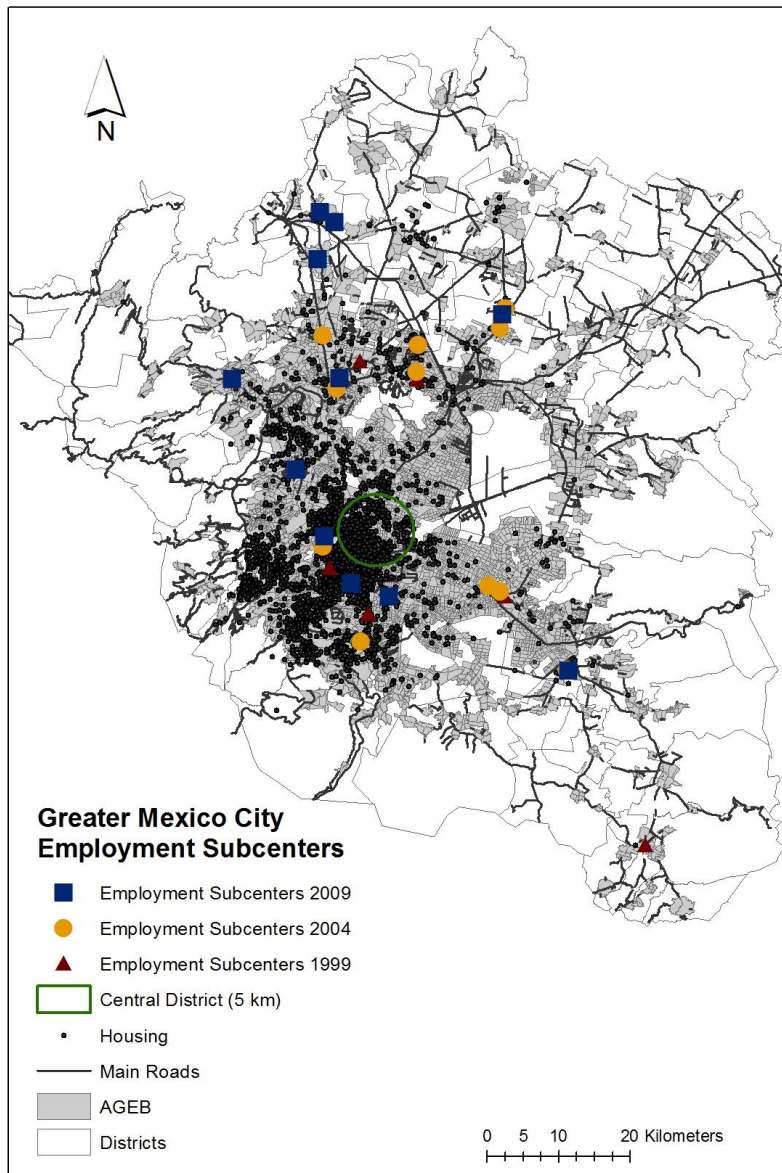 N
Greater Mexico City
Employment Subcenters
Employment Subcenters 2009
Employment Subcenters 2004
Employment Subcenters 1999
Central District (5 km)
Housing
Main Roads
AGEB
Districts
0 5 10 20 Kilometers